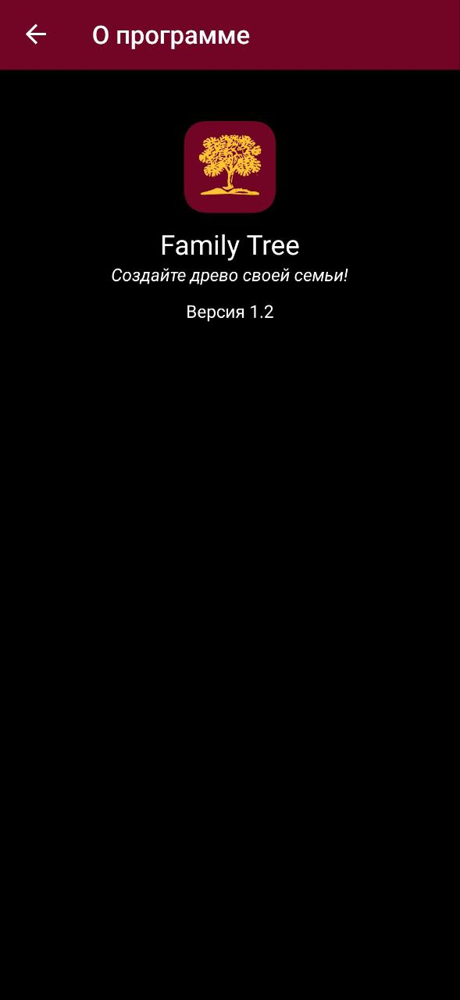 О программе
Family Tree
Создайте древо своей семьи!
Версия 1.2